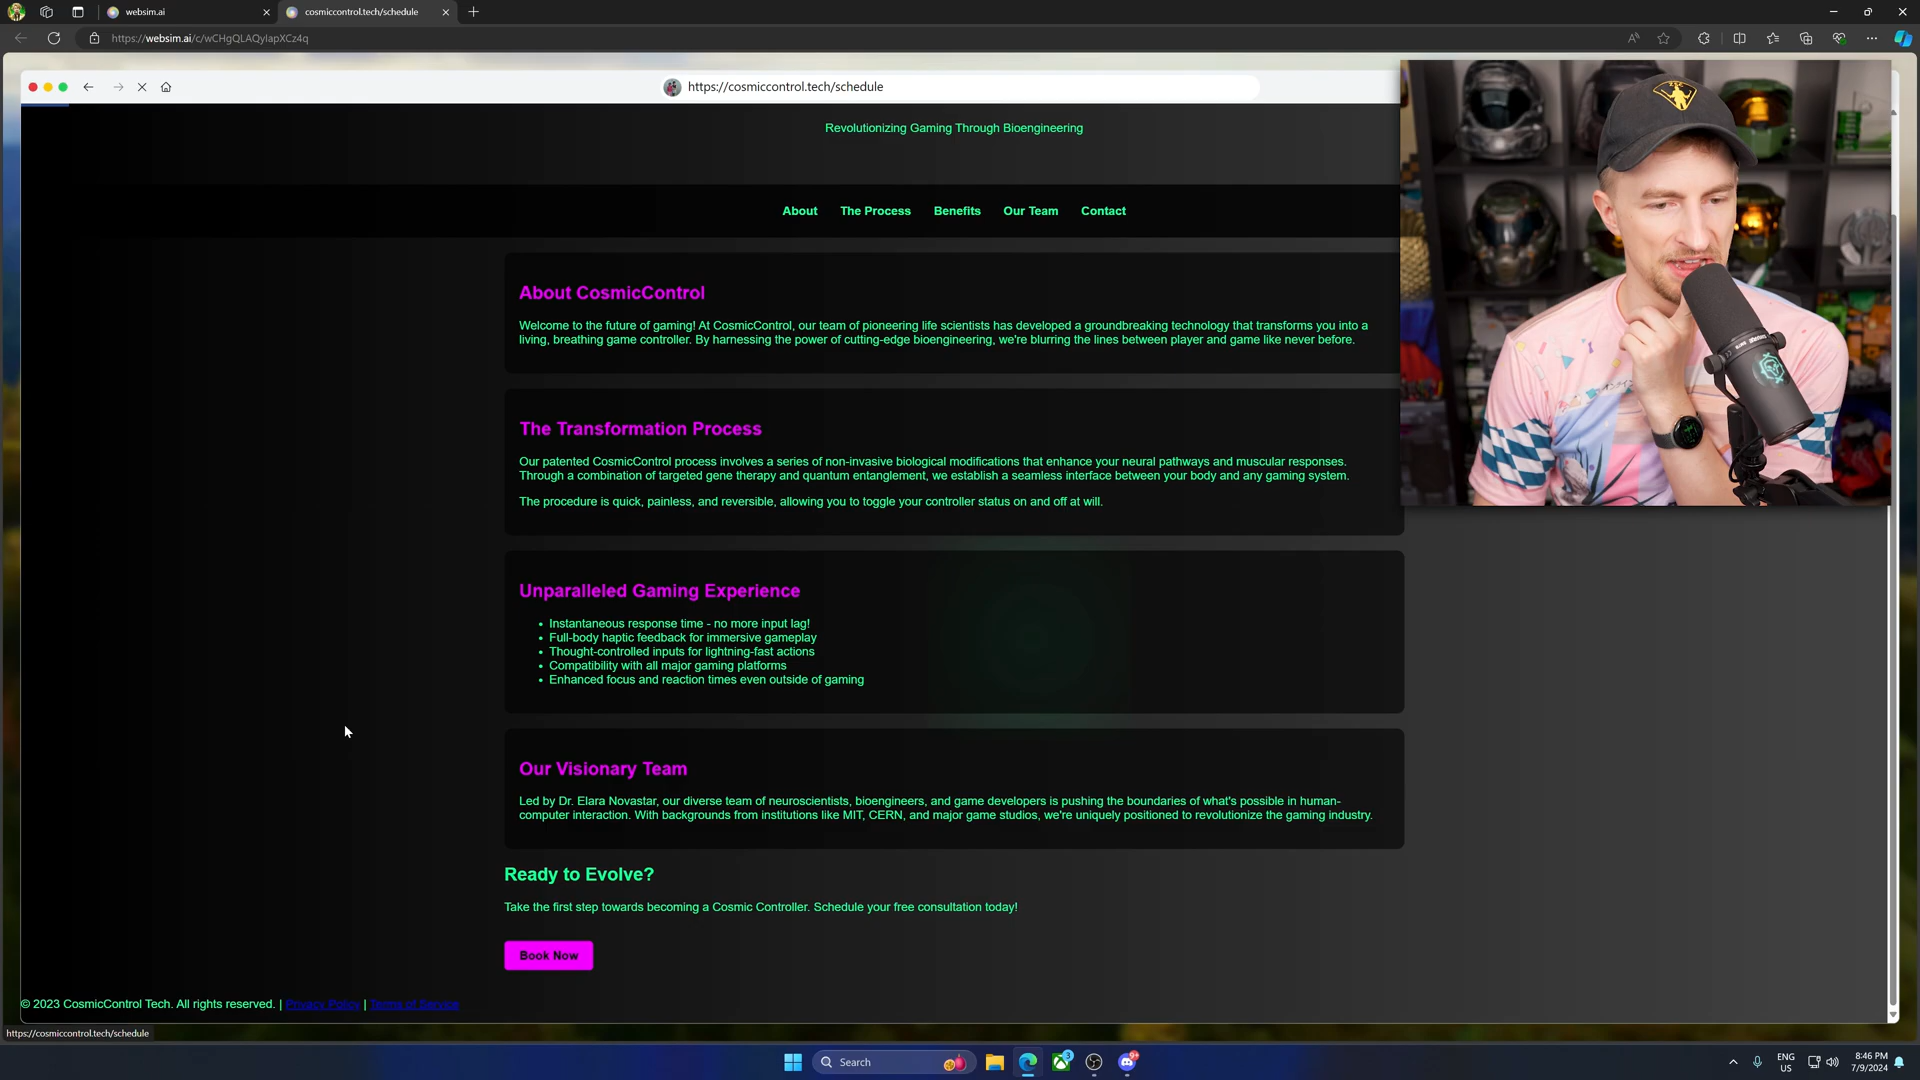 websim.ai
cosmiccontrol.tech/schedule
https://websim.ai/c/wCHgQLAQylapXCz4q
https://cosmiccontrol.tech/schedule
Revolutionizing Gaming Through Bioengineering
About The Process Benefits Our Team Contact
About CosmicControl
Welcome to the future of gaming! At CosmicControl, our team of pioneering life scientists has developed a groundbreaking technology that transforms you into a
living, breathing game controller. By harnessing the power of cutting-edge bioengineering, we're blurring the lines between player and game like never before.
The Transformation Process
Our patented CosmicControl process involves a series of non-invasive biological modifications that enhance your neural pathways and muscular responses.
Through a combination of targeted gene therapy and quantum entanglement, we establish a seamless interface between your body and any gaming system.
The procedure is quick, painless, and reversible, allowing you to toggle your controller status on and off at will.
Unparalleled Gaming Experience
• Instantaneous response time - no more input lag!
• Full-body haptic feedback for immersive gameplay
• Thought-controlled inputs for lightning-fast actions
• Compatibility with all major gaming platforms
• Enhanced focus and reaction times even outside of gaming
Our Visionary Team
Led by Dr. Elara Novastar, our diverse team of neuroscientists, bioengineers, and game developers is pushing the boundaries of what's possible in human-
computer interaction. With backgrounds from institutions like MIT, CERN, and major game studios, we're uniquely positioned to revolutionize the gaming industry.
Ready to Evolve?
Take the first step towards becoming a Cosmic Controller. Schedule your free consultation today!
Book Now
© 2023 CosmicControl Tech. All rights reserved. | Privacy Policy | Terms of Service
https://cosmiccontrol.tech/schedule
Search
3
9+
ENG
US
8:46 PM
7/9/2024